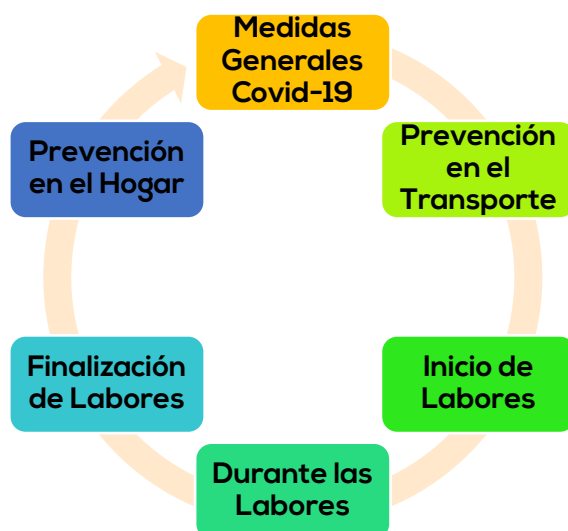 Medidas
Generales
Covid-19
Prevención
en el
Transporte
Inicio de
Labores
Durante las
Labores
Finalización
de Labores
Prevención
en el Hogar